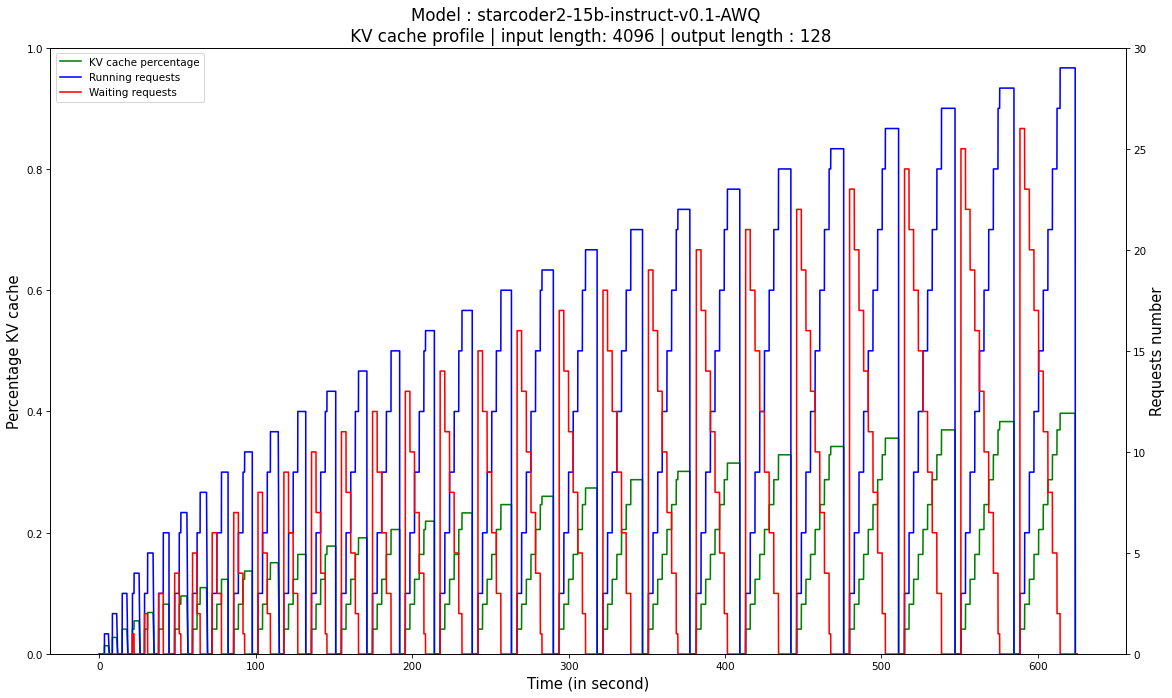 Model : starcoder2-15b-instruct-v0.1-AWQ
KV cache profile | input length: 4096 | output length : 128
KV cache percentage
Running requests
Waiting requests
Percentage KV cache
1.0
0.8
0.6
0.4
0.2
0.0
30
25
20
15
10
5
0
Requests number
0 100 200 300 400 500 600
Time (in second)